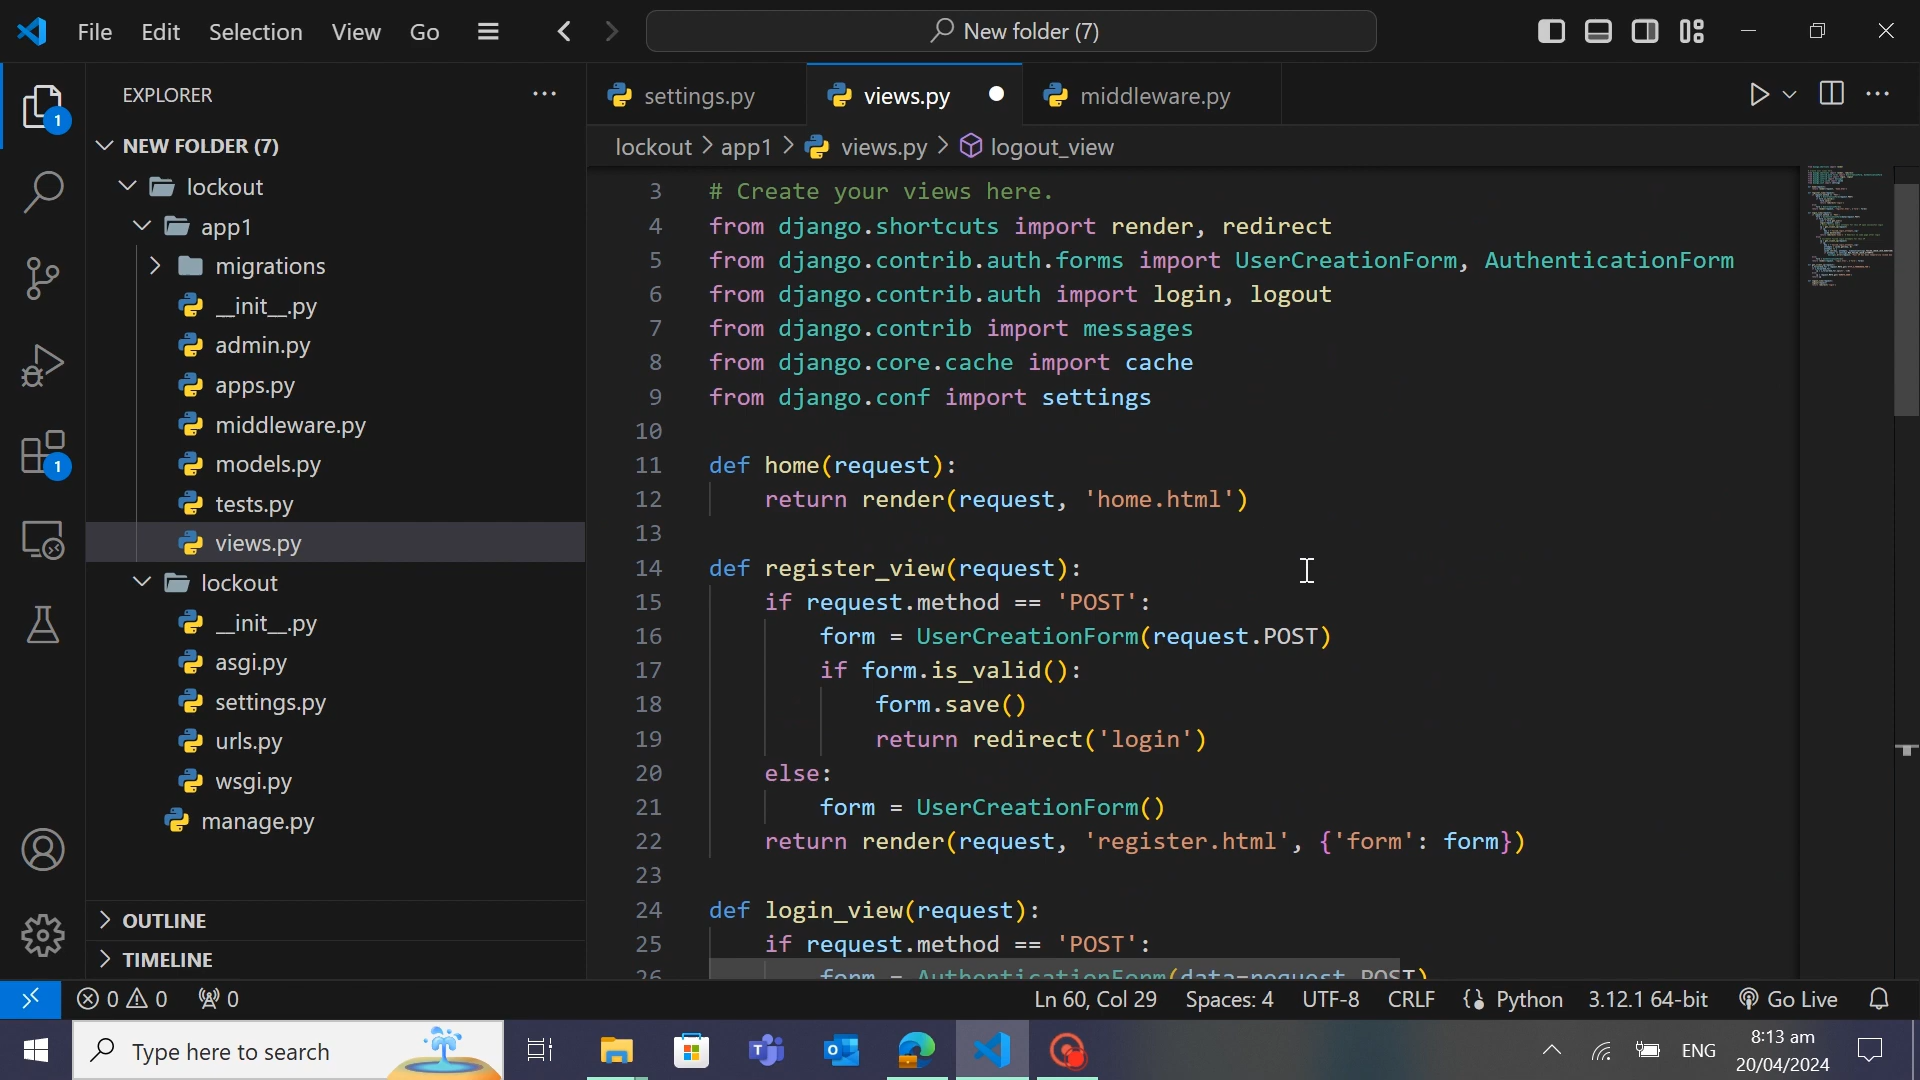 File Edit Selection View Go New folder (7)
EXPLORER
settings.py views.py middleware.py
NEW FOLDER (7)
lockout > app1 > views.py > logout_view
lockout
app1
migrations
__init__.py
admin.py
apps.py
middleware.py
models.py
tests.py
views.py
lockout
__init__.py
asgi.py
settings.py
urls.py
wsgi.py
manage.py
OUTLINE
TIMELINE
1
1
3 # Create your views here.
4 from django.shortcuts import render, redirect
5 from django.contrib.auth.forms import UserCreationForm, AuthenticationForm
6 from django.contrib.auth import login, logout
7 from django.contrib import messages
8 from django.core.cache import cache
9 from django.conf import settings
10
11 def home(request):
12 return render(request, 'home.html')
13
14 def register_view(request):
15 if request.method == 'POST':
16 form = UserCreationForm(request.POST)
17 if form.is_valid():
18 form.save()
19 return redirect('login')
20 else:
21 form = UserCreationForm()
22 return render(request, 'register.html', {'form': form})
23
24 def login_view(request):
25 if request.method == 'POST':
26 form = AuthenticationForm(data=request.POST)
0 0 0 Ln 60, Col 29 Spaces: 4 UTF-8 CRLF Python 3.12.1 64-bit Go Live
Type here to search ENG 8:13 am
20/04/2024